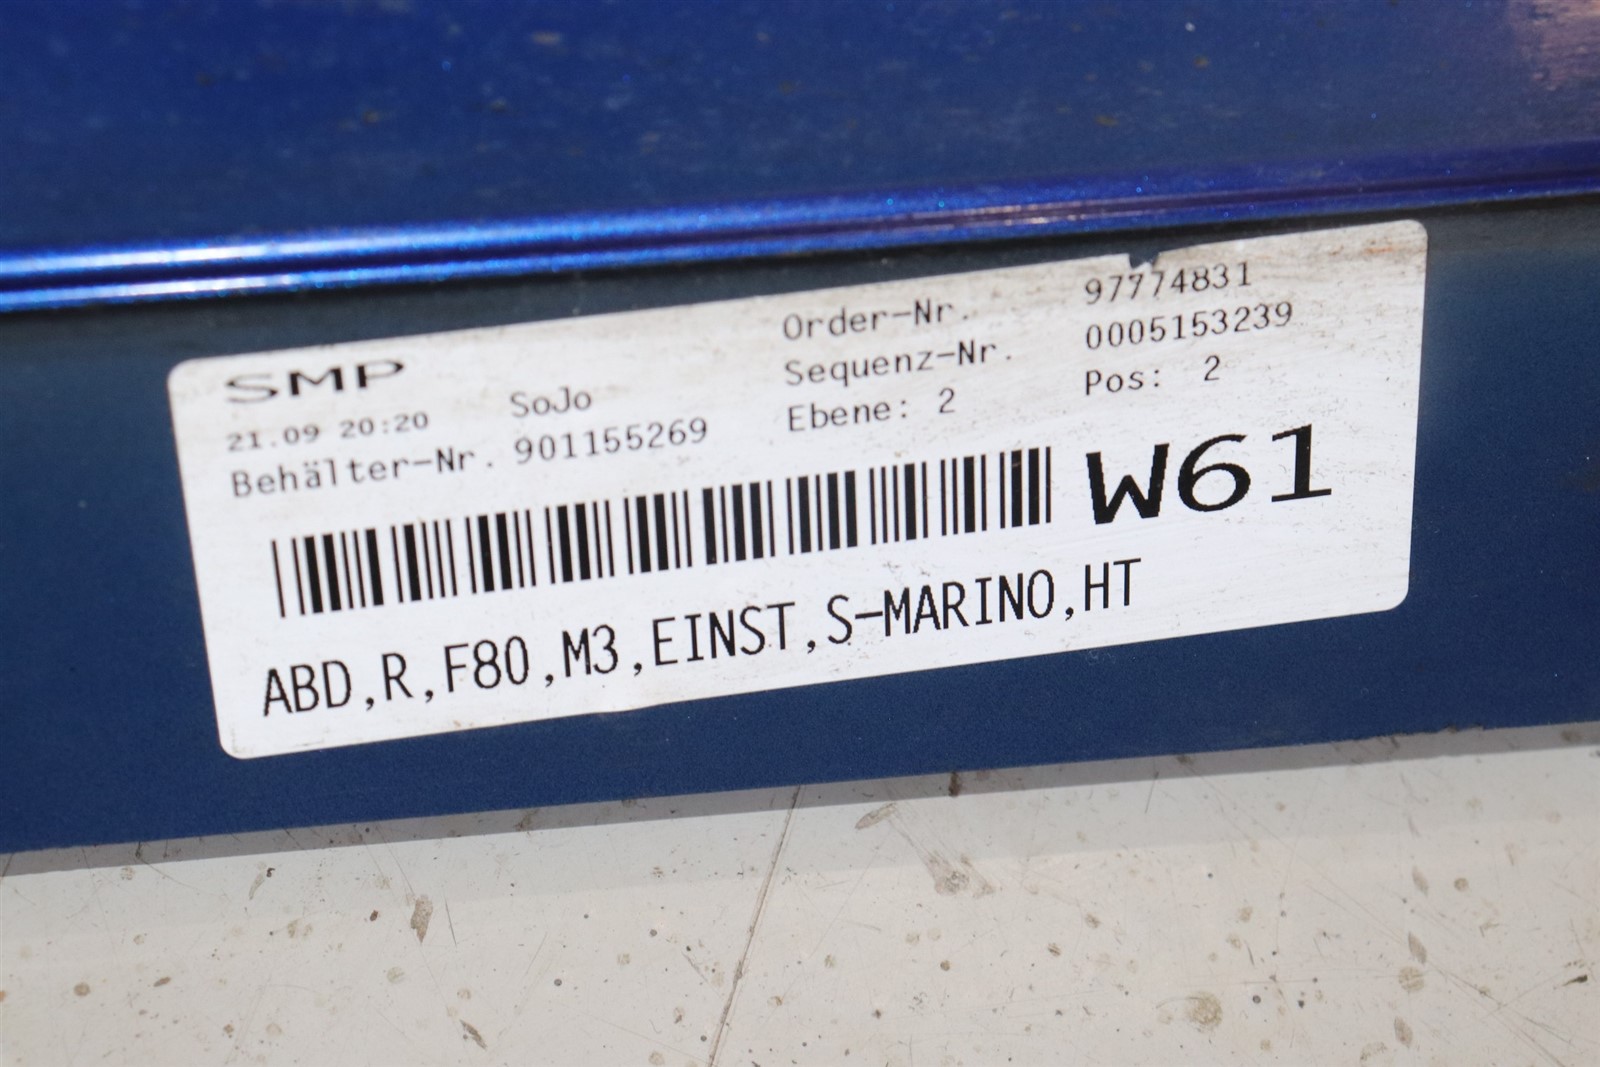 SMP
21.09 20:20 SoJo
Behälter-Nr. 901155269
Order-Nr. 97774831
Sequenz-Nr. 0005153239
Ebene: 2 Pos: 2
W61
ABD,R,F80,M3,EINST,S-MARINO,HT